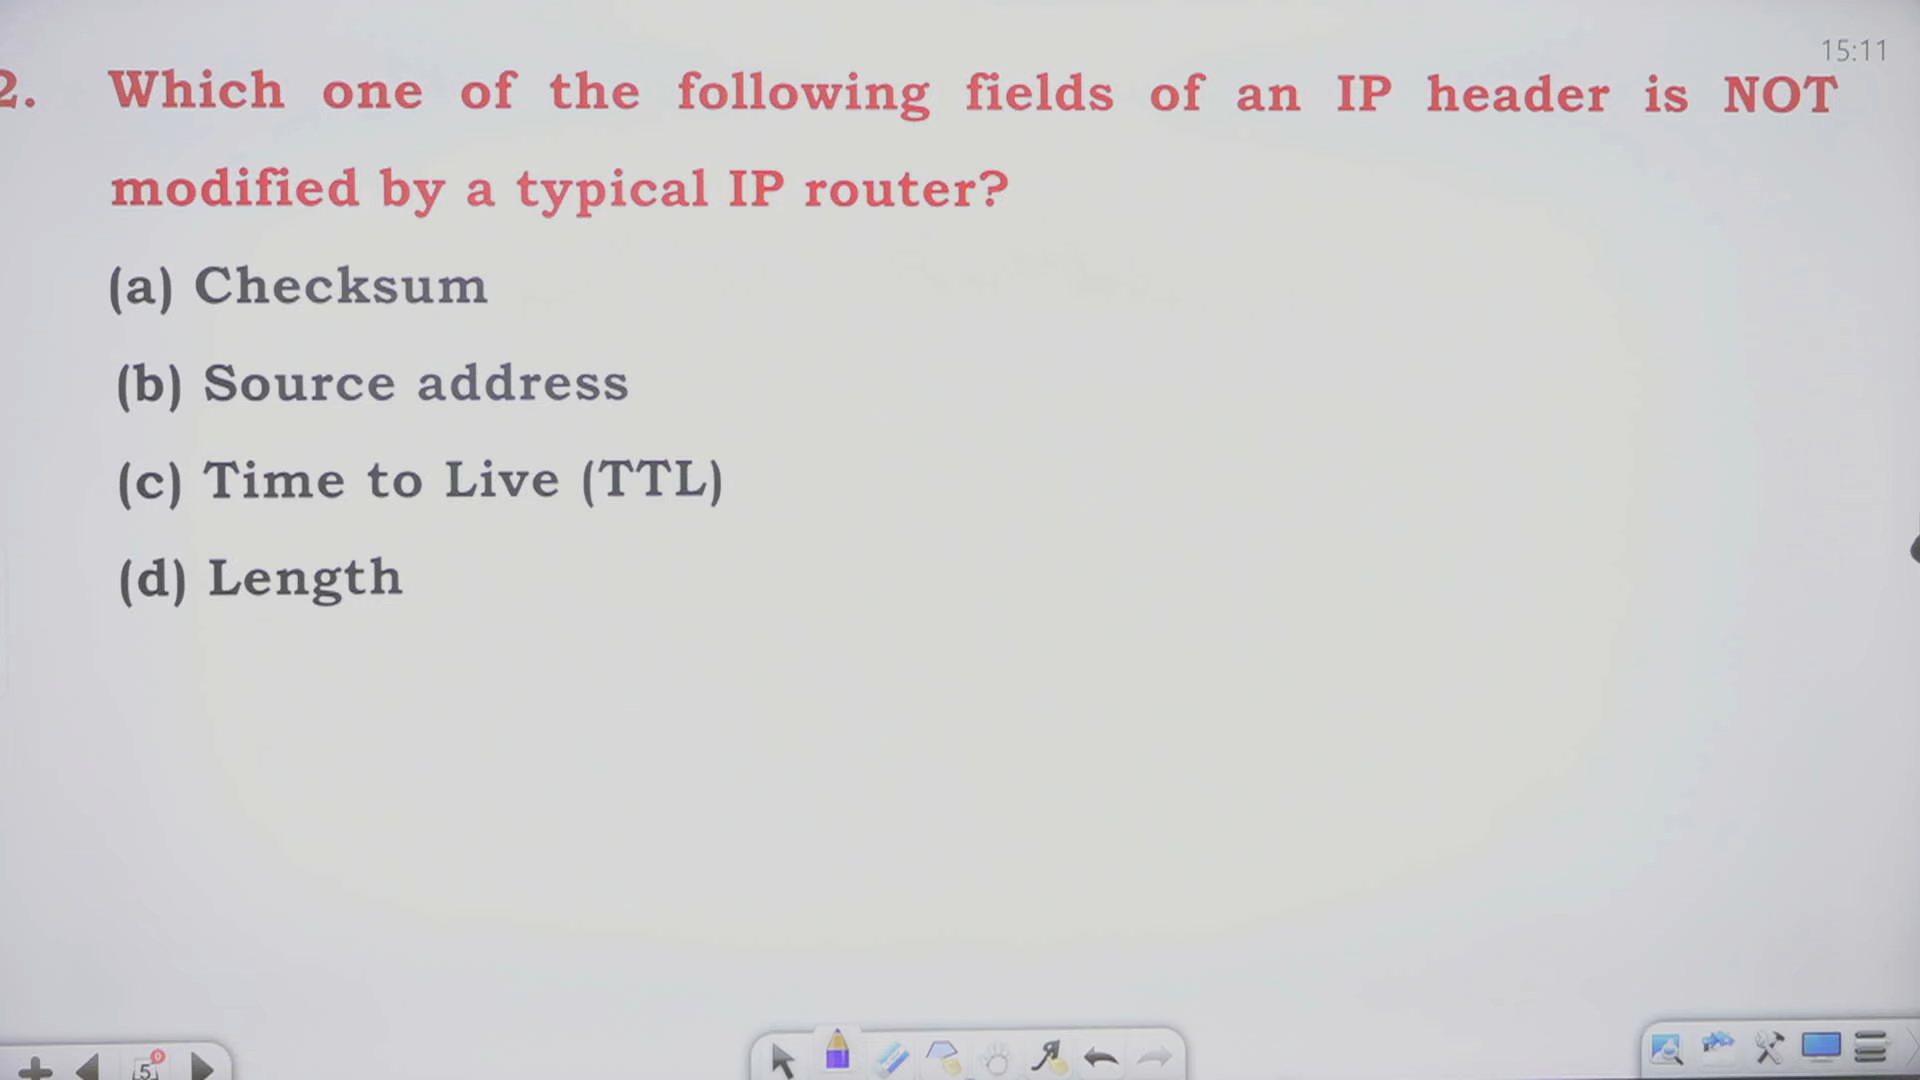 15:11
2. Which one of the following fields of an IP header is NOT
modified by a typical IP router?
(a) Checksum
(b) Source address
(c) Time to Live (TTL)
(d) Length
5
0